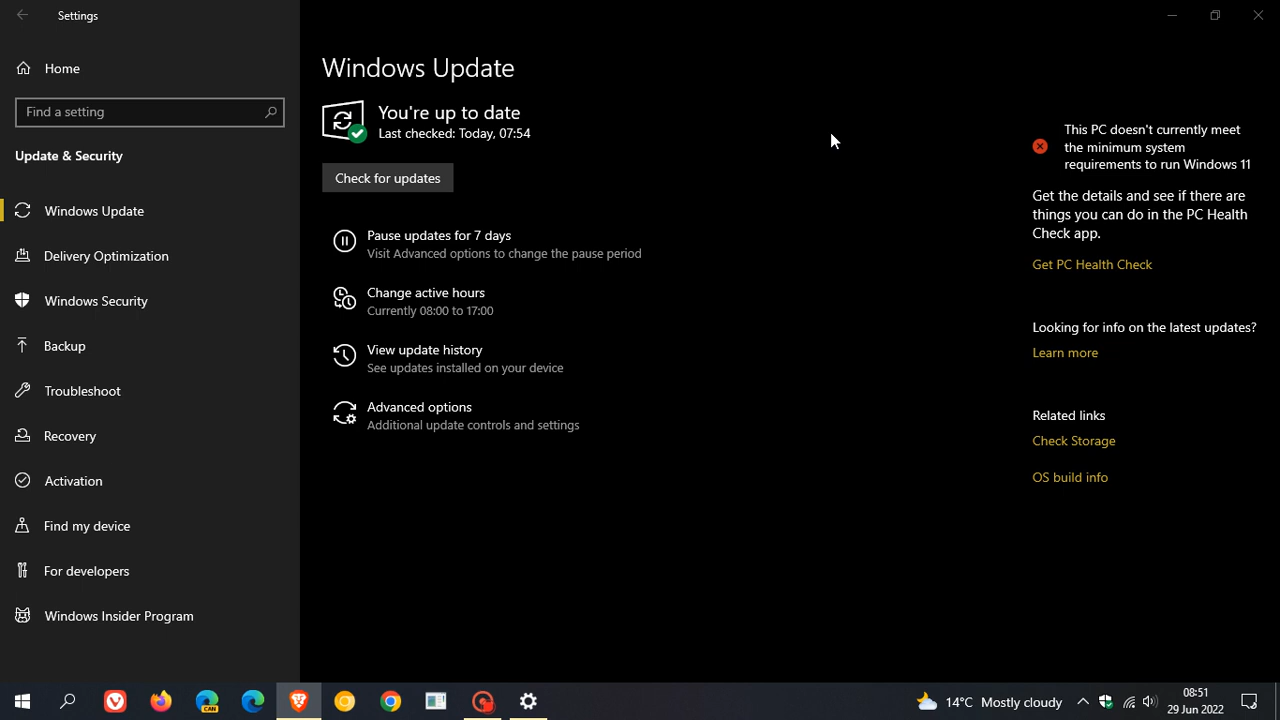 Settings
Home
Find a setting
Update & Security
Windows Update
Delivery Optimization
Windows Security
Backup
Troubleshoot
Recovery
Activation
Find my device
For developers
Windows Insider Program
Windows Update
You're up to date
Last checked: Today, 07:54
Check for updates
Pause updates for 7 days
Visit Advanced options to change the pause period
Change active hours
Currently 08:00 to 17:00
View update history
See updates installed on your device
Advanced options
Additional update controls and settings
This PC doesn't currently meet
the minimum system
requirements to run Windows 11
Get the details and see if there are
things you can do in the PC Health
Check app.
Get PC Health Check
Looking for info on the latest updates?
Learn more
Related links
Check Storage
OS build info
CAN
14°C Mostly cloudy
08:51
29 Jun 2022